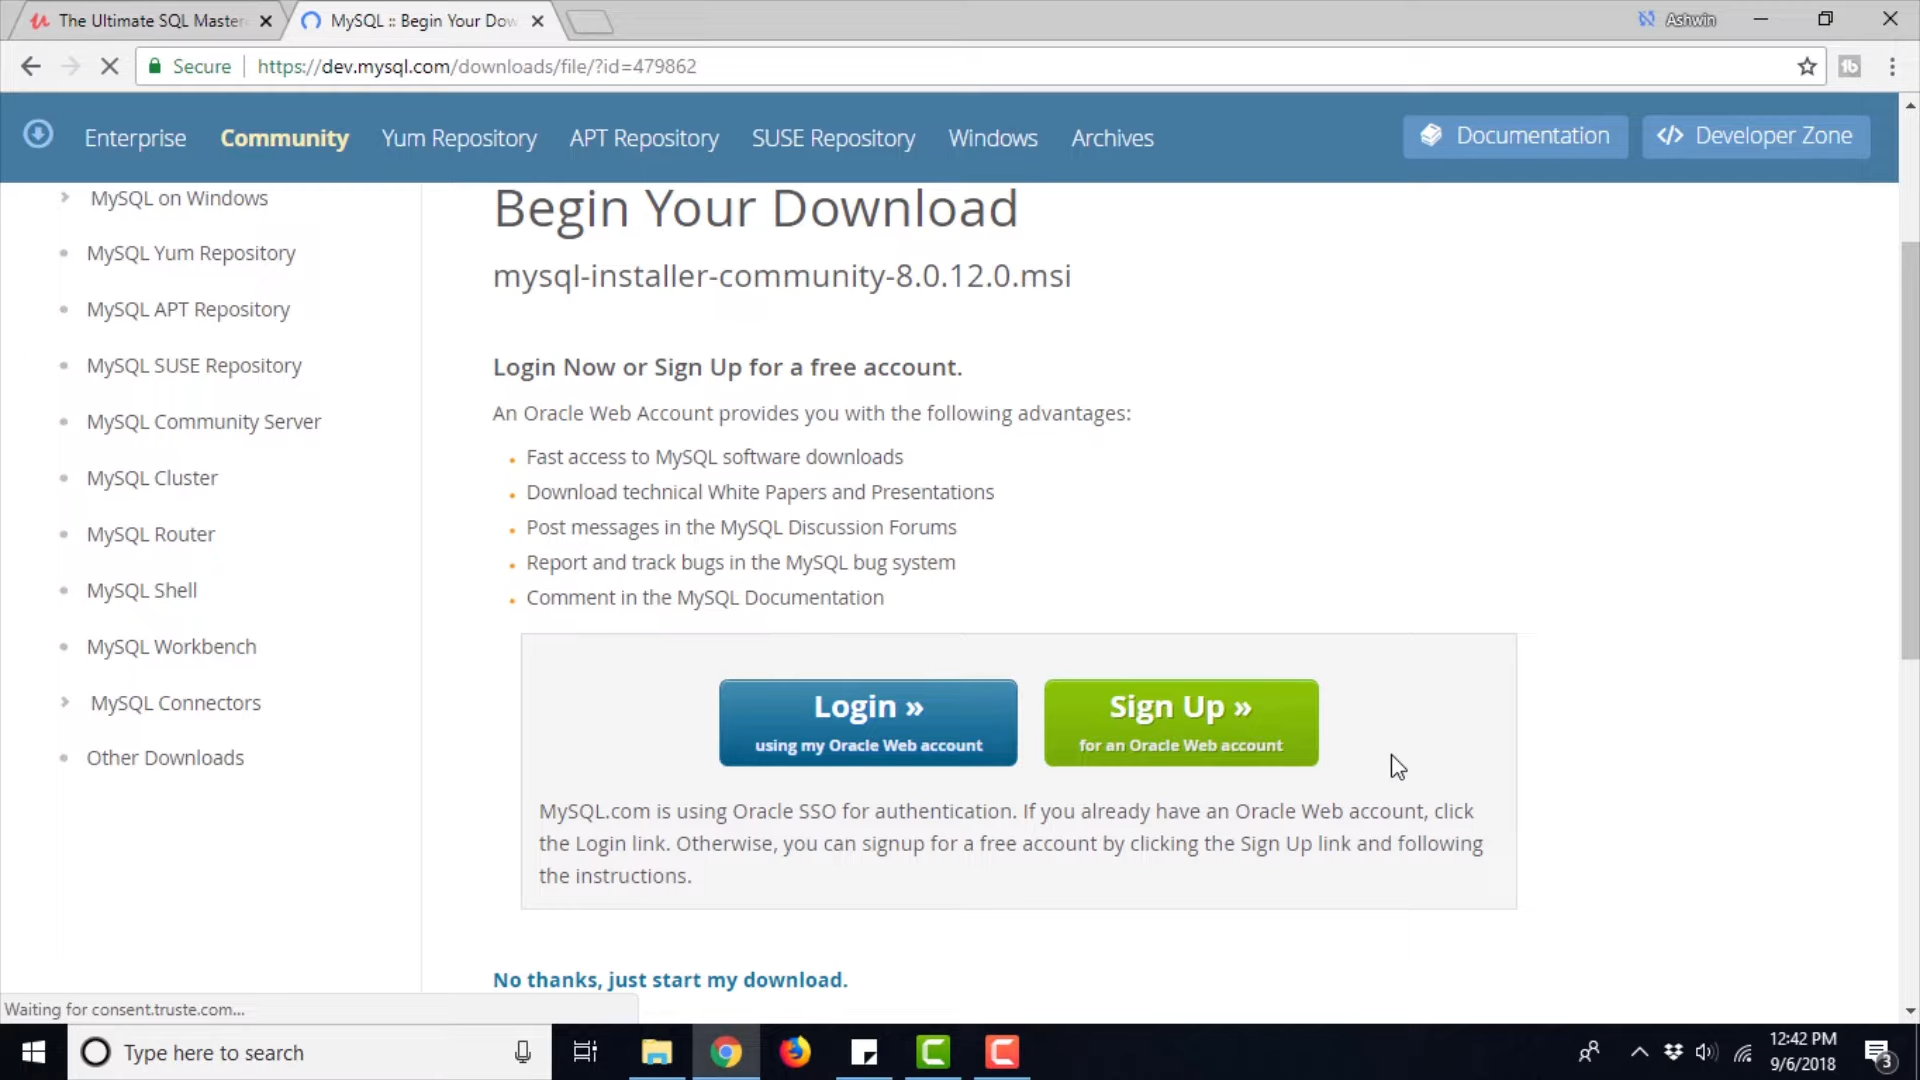 The Ultimate SQL Master
MySQL :: Begin Your Dow
Ashwin
Secure
https://dev.mysql.com/downloads/file/?id=479862
Enterprise
Community
Yum Repository
APT Repository
SUSE Repository
Windows
Archives
Documentation
Developer Zone
MySQL on Windows
MySQL Yum Repository
MySQL APT Repository
MySQL SUSE Repository
MySQL Community Server
MySQL Cluster
MySQL Router
MySQL Shell
MySQL Workbench
MySQL Connectors
Other Downloads
Begin Your Download
mysql-installer-community-8.0.12.0.msi
Login Now or Sign Up for a free account.
An Oracle Web Account provides you with the following advantages:
Fast access to MySQL software downloads
Download technical White Papers and Presentations
Post messages in the MySQL Discussion Forums
Report and track bugs in the MySQL bug system
Comment in the MySQL Documentation
Login »
using my Oracle Web account
Sign Up »
for an Oracle Web account
MySQL.com is using Oracle SSO for authentication. If you already have an Oracle Web account, click
the Login link. Otherwise, you can signup for a free account by clicking the Sign Up link and following
the instructions.
No thanks, just start my download.
Waiting for consent.truste.com...
Type here to search
12:42 PM
9/6/2018
3